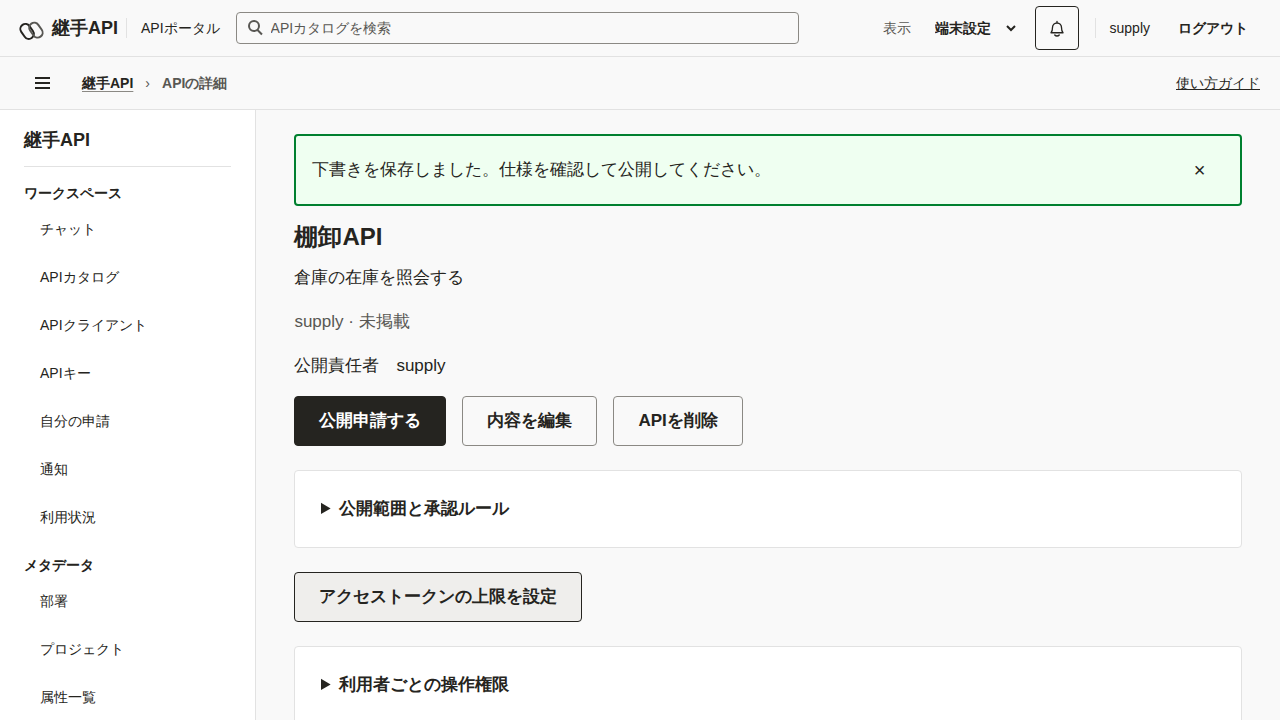 継手API
APIポータル
APIカタログを検索
表示
端末設定
supply
ログアウト
継手API › APIの詳細
使い方ガイド
継手API
ワークスペース
チャット
APIカタログ
APIクライアント
APIキー
自分の申請
通知
利用状況
メタデータ
部署
プロジェクト
属性一覧
下書きを保存しました。仕様を確認して公開してください。
×
棚卸API
倉庫の在庫を照会する
supply · 未掲載
公開責任者 supply
公開申請する
内容を編集
APIを削除
▶ 公開範囲と承認ルール
アクセストークンの上限を設定
▶ 利用者ごとの操作権限